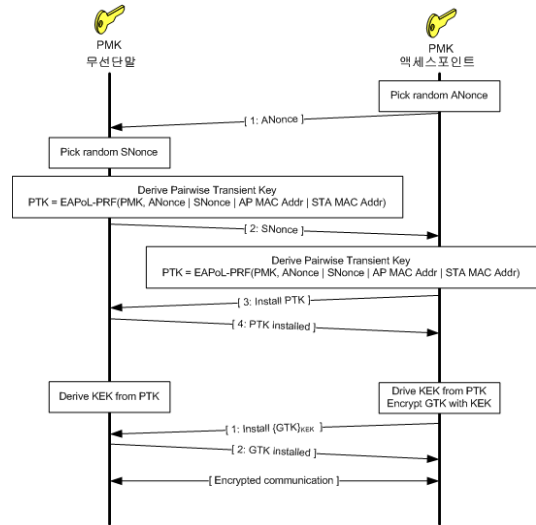 PMK
무선단말
PMK
액세스포인트
Pick random ANonce
[ 1: ANonce ]
Pick random SNonce
Derive Pairwise Transient Key
PTK = EAPoL-PRF(PMK, ANonce | SNonce | AP MAC Addr | STA MAC Addr)
[ 2: SNonce ]
Derive Pairwise Transient Key
PTK = EAPoL-PRF(PMK, ANonce | SNonce | AP MAC Addr | STA MAC Addr)
[ 3: Install PTK ]
[ 4: PTK installed ]
Derive KEK from PTK
Drive KEK from PTK
Encrypt GTK with KEK
[ 1: Install {GTK}KEK ]
[ 2: GTK installed ]
[ Encrypted communication ]